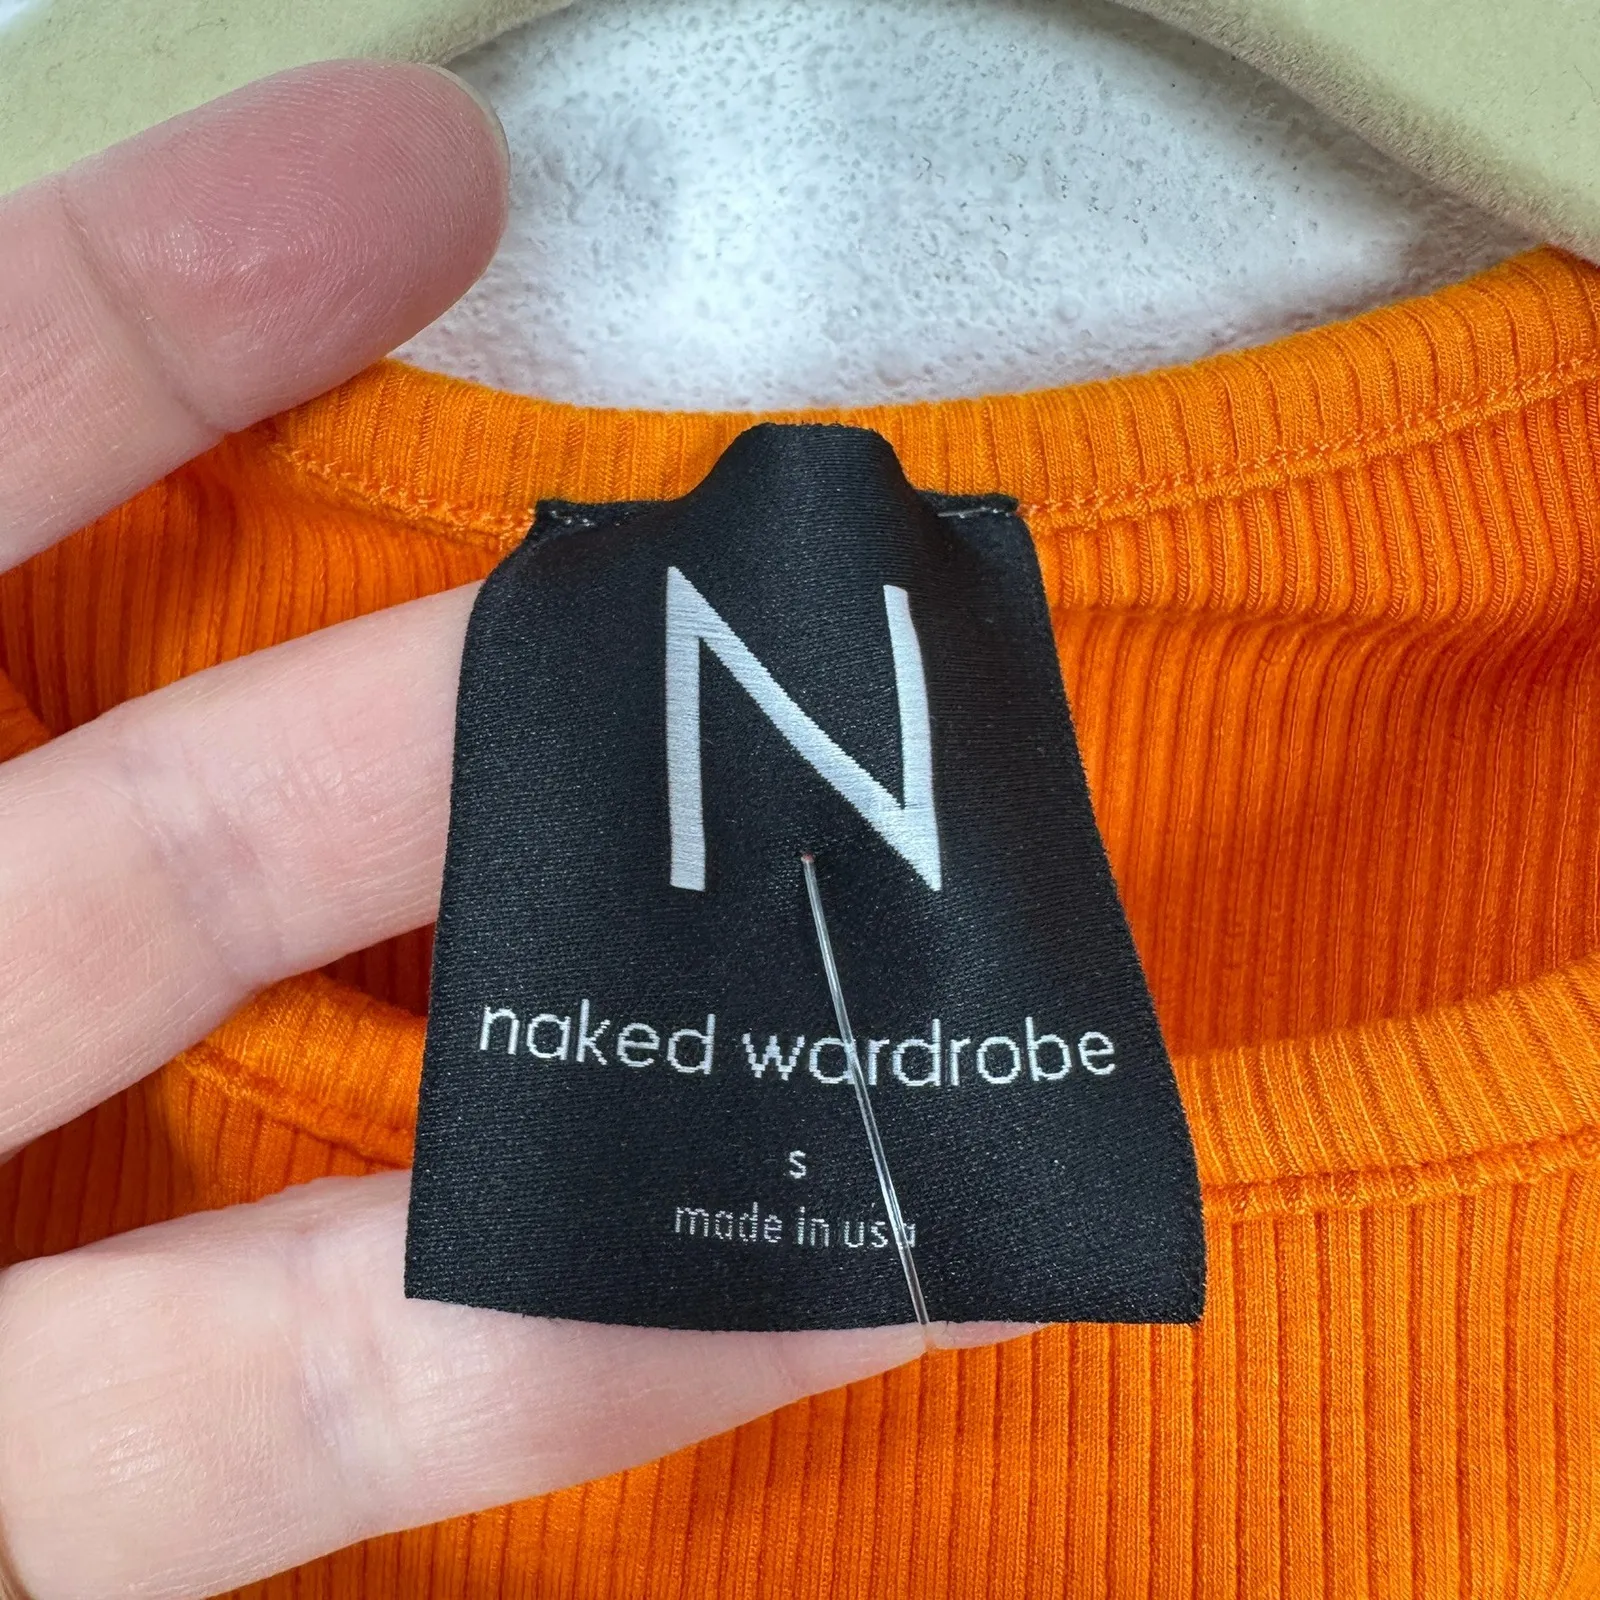 N
naked wardrobe
s
made in usa